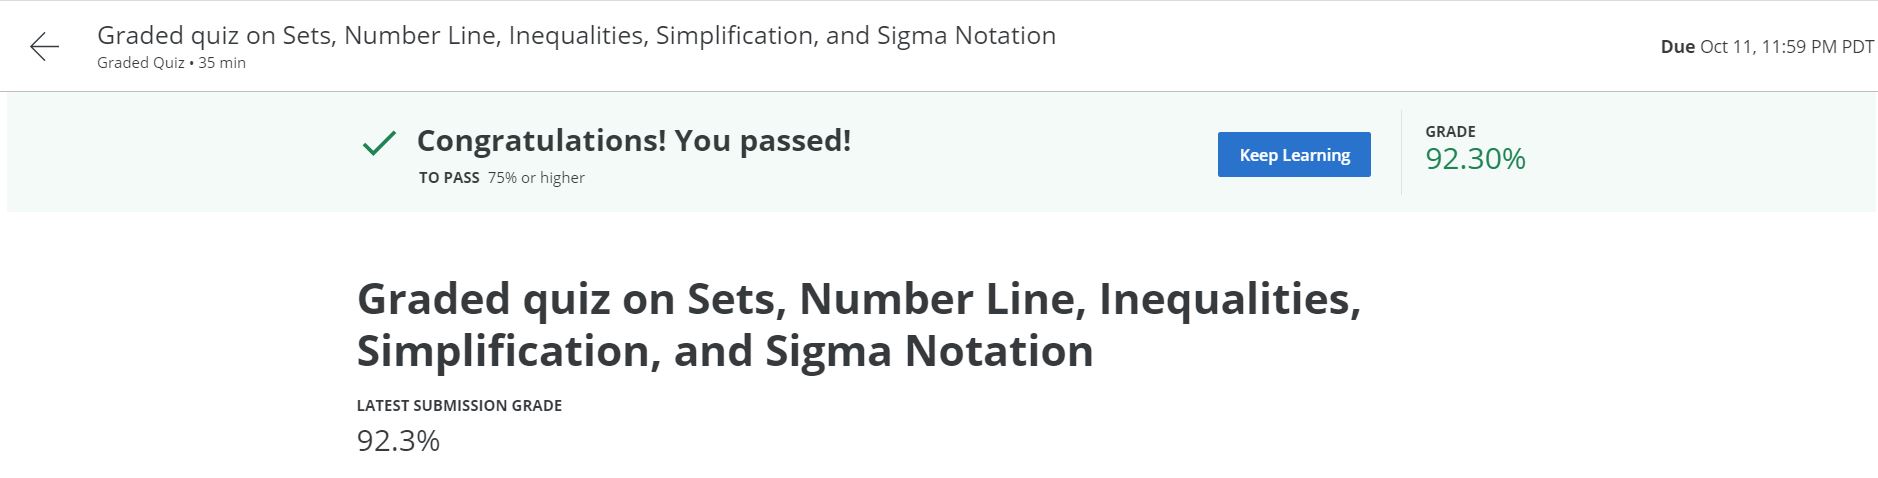 Graded quiz on Sets, Number Line, Inequalities, Simplification, and Sigma Notation
Graded Quiz • 35 min
Due Oct 11, 11:59 PM PDT
Congratulations! You passed!
TO PASS 75% or higher
Keep Learning
GRADE
92.30%
Graded quiz on Sets, Number Line, Inequalities,
Simplification, and Sigma Notation
LATEST SUBMISSION GRADE
92.3%